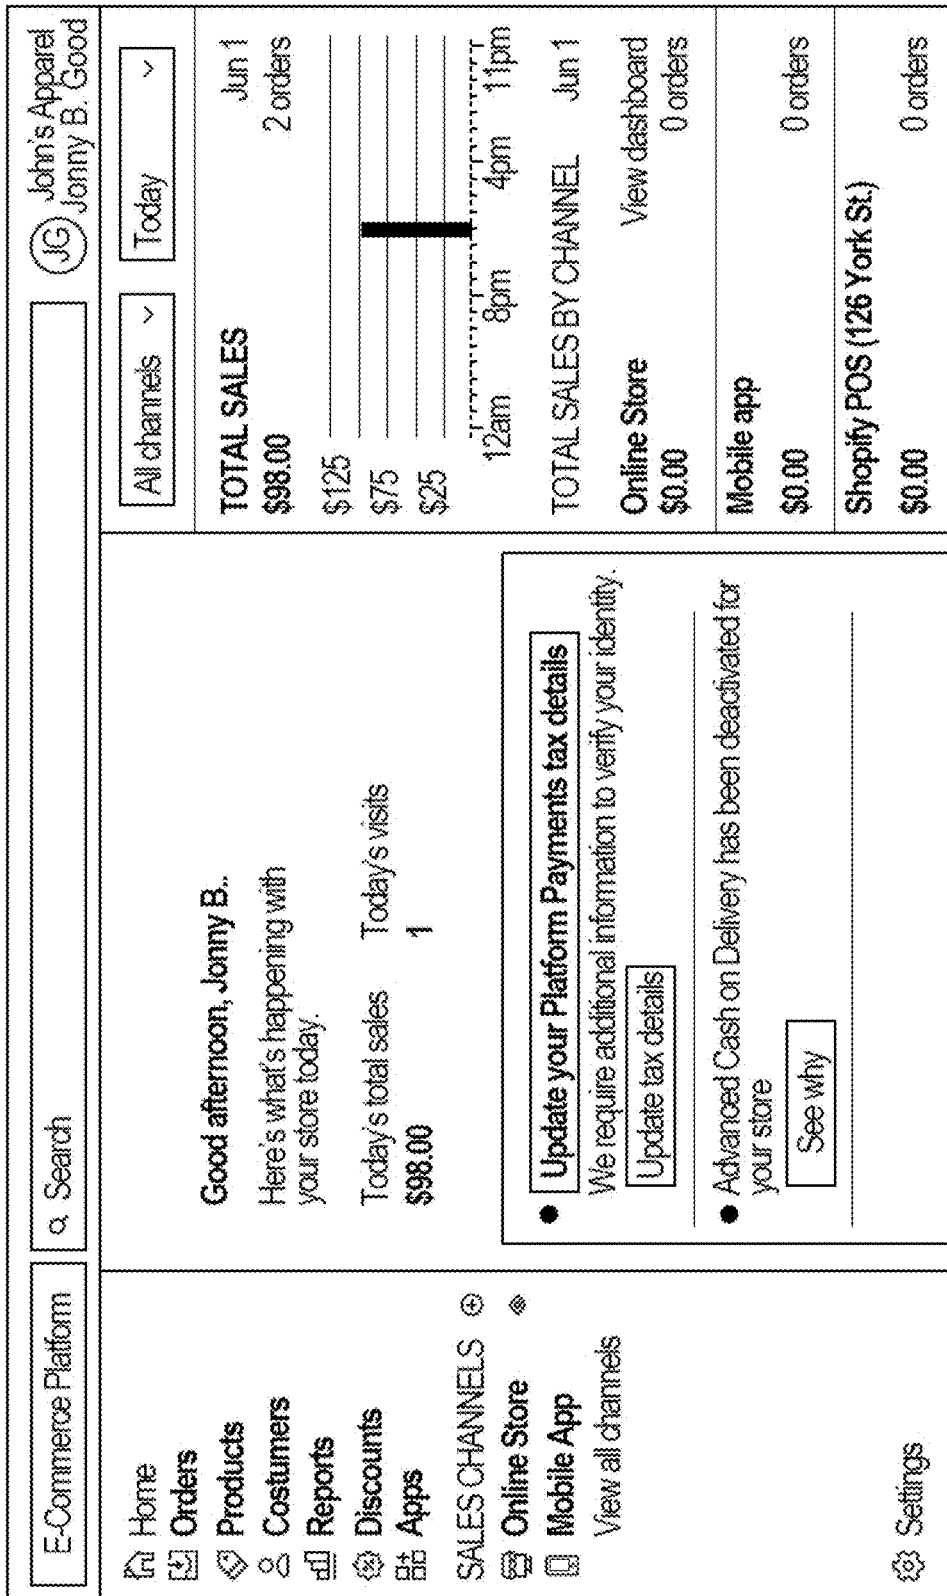 E-Commerce Platform
Search
JG
John's Apparel
Jonny B. Good
Home
Orders
Products
Costumers
Reports
Discounts
Apps
SALES CHANNELS
Online Store
Mobile App
View all channels
Settings
Good afternoon, Jonny B..
Here's what's happening with
your store today.
Today's total sales Today's visits
$98.00 1
Update your Platform Payments tax details
We require additional information to verify your identity.
Update tax details
Advanced Cash on Delivery has been deactivated for
your store
See why
All channels Today
TOTAL SALES Jun 1
$98.00 2 orders
$125
$75
$25
12am 8pm 4pm 11pm
TOTAL SALES BY CHANNEL Jun 1
Online Store View dashboard
$0.00 0 orders
Mobile app
$0.00 0 orders
Shopify POS (126 York St.)
$0.00 0 orders